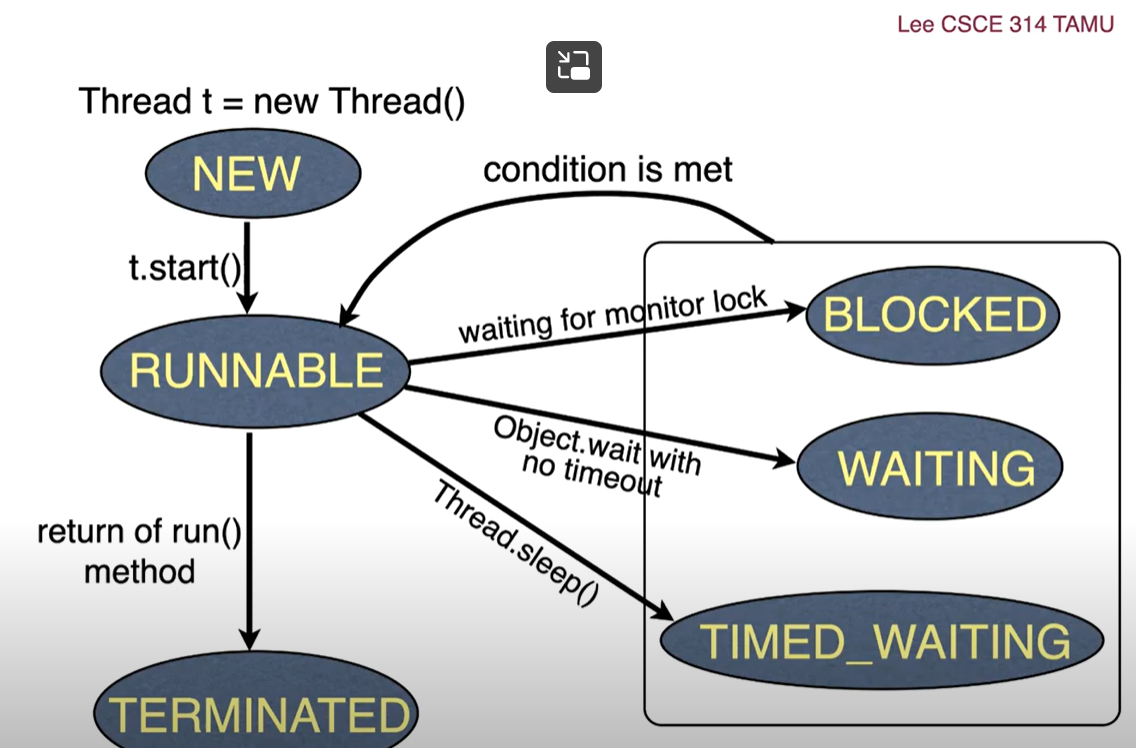 Lee CSCE 314 TAMU
Thread t = new Thread()
NEW
condition is met
t.start()
waiting for monitor lock
BLOCKED
RUNNABLE
Object.wait with
no timeout
WAITING
Thread.sleep()
return of run()
method
TIMED_WAITING
TERMINATED